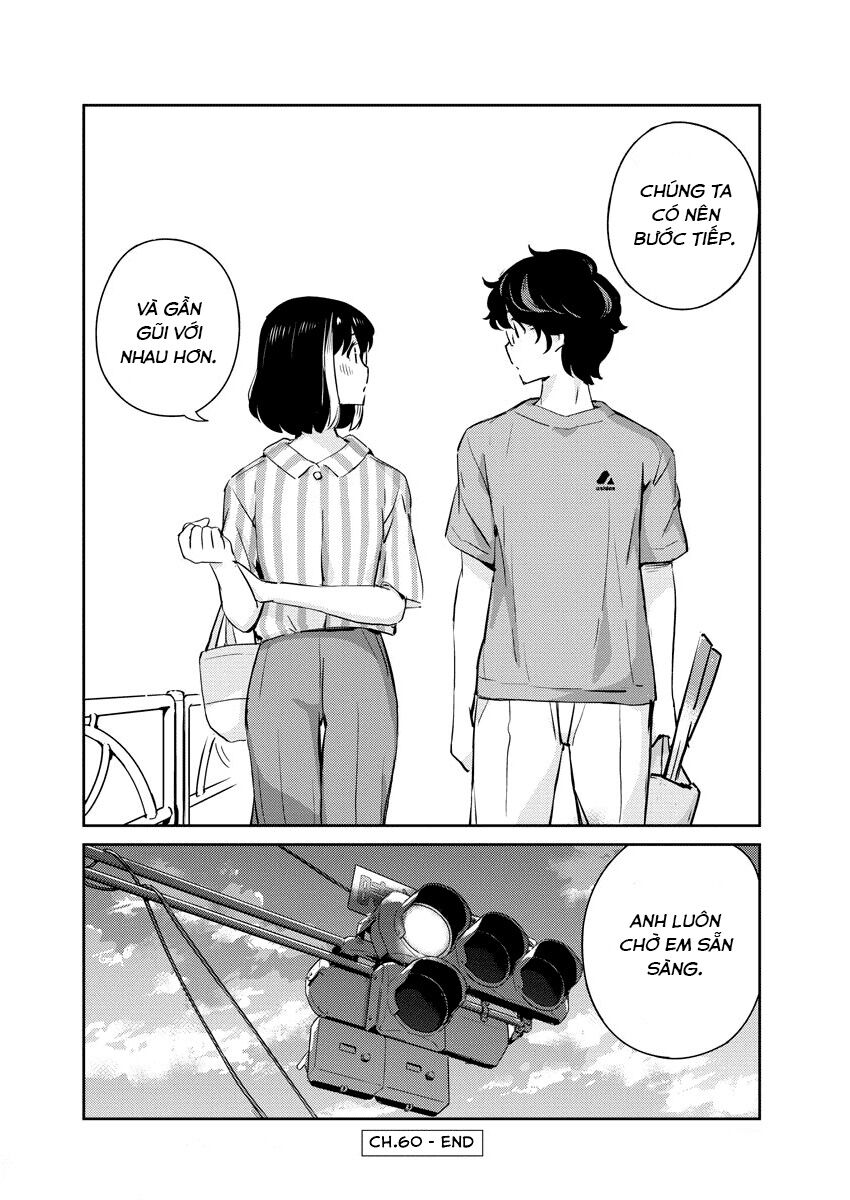 CHÚNG TA
CÓ NÊN
BƯỚC TIẾP.
VÀ GẦN
GŨI VỚI
NHAU HƠN.
ANH LUÔN
CHỜ EM SẴN
SÀNG.
CH.60 - END